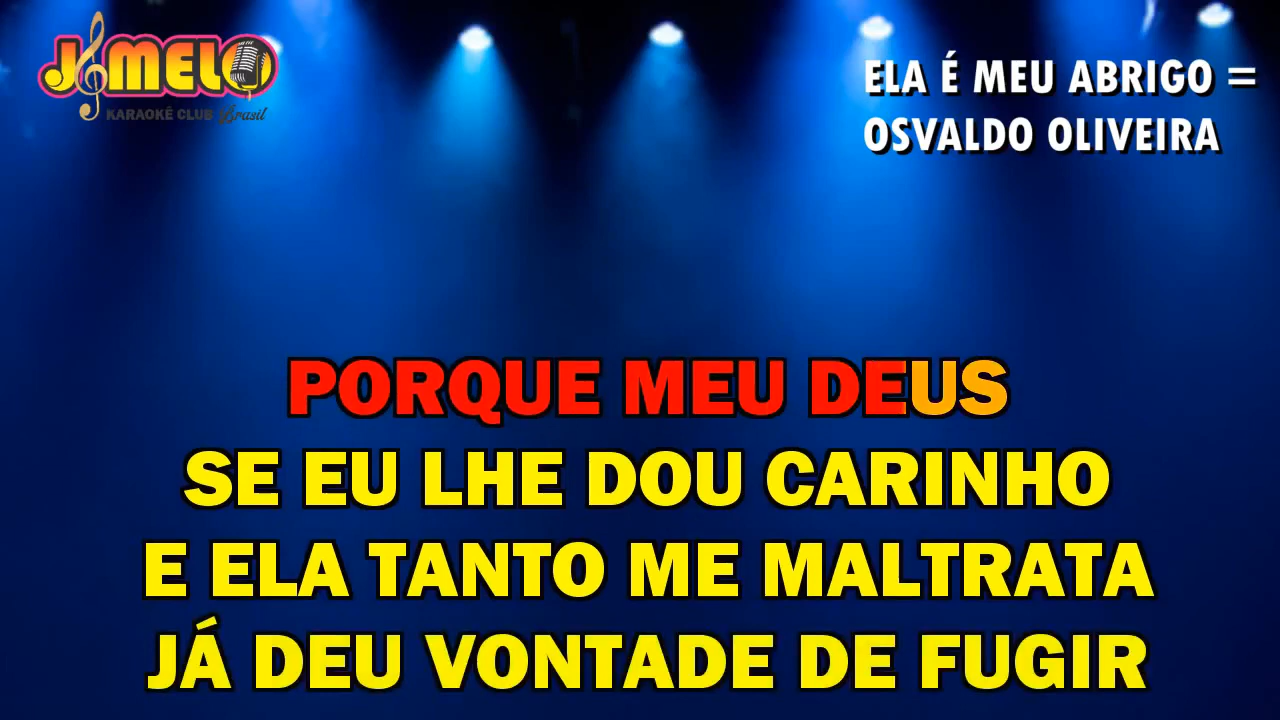 JMELO
KARAOKÊ CLUB Brasil
ELA É MEU ABRIGO =
OSVALDO OLIVEIRA
PORQUE MEU DEUS
SE EU LHE DOU CARINHO
E ELA TANTO ME MALTRATA
JÁ DEU VONTADE DE FUGIR